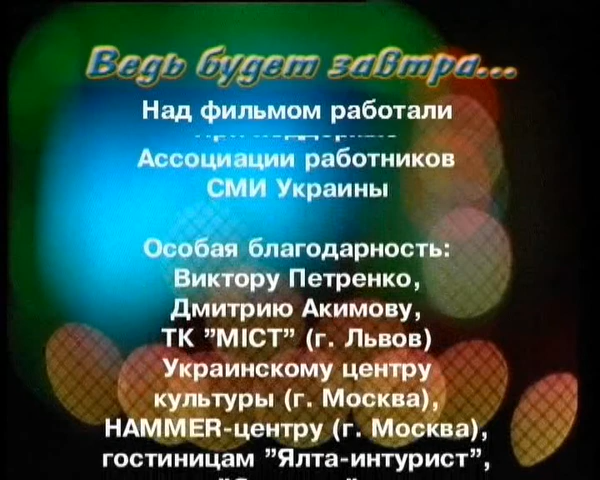 Ведь будет завтра...
Над фильмом работали
Ассоциации работников
СМИ Украины
Особая благодарность:
Виктору Петренко,
Дмитрию Акимову,
ТК "МІСТ" (г. Львов)
Украинскому центру
культуры (г. Москва),
HAMMER-центру (г. Москва),
гостиницам "Ялта-интурист",